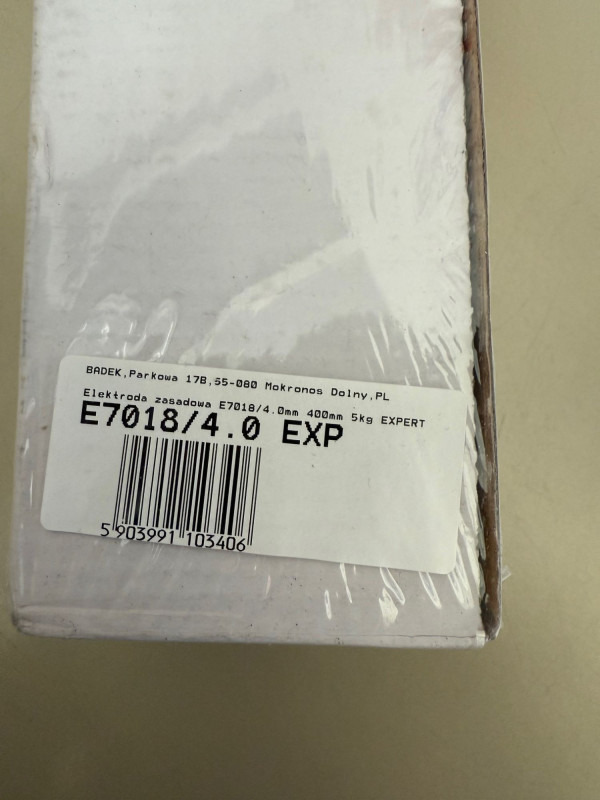 BADEK,Parkowa 17B,55-080 Mokronos Dolny,PL
Elektroda zasadowa E7018/4.0mm 400mm 5kg EXPERT
E7018/4.0 EXP
5 903991 103406